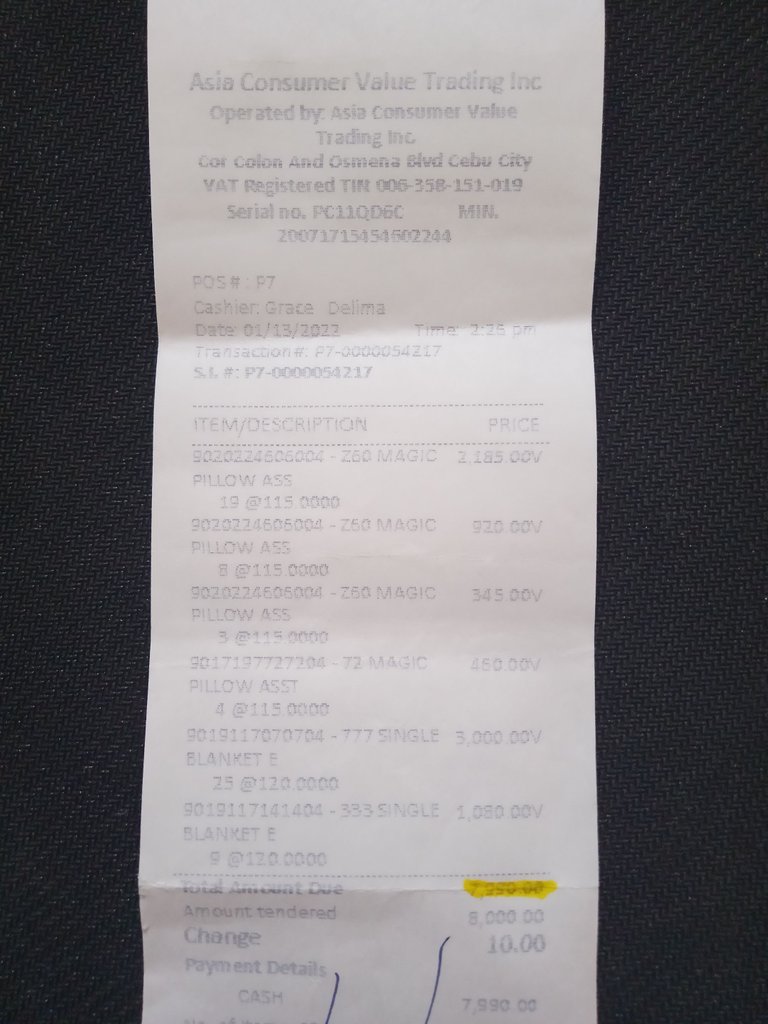 Asia Consumer Value Trading Inc
Operated by: Asia Consumer Value
Trading Inc
Cor Colon And Osmena Blvd Cebu City
VAT Registered TIN 006-358-151-019
Serial no. PC11QD6C MIN.
20071715454602244
POS # : P7
Cashier: Grace Delima
Date: 01/13/2022 Time: 2:26 pm
Transaction#: P7-0000054217
S.I. #: P7-0000054217
ITEM/DESCRIPTION PRICE
9020224606004 - Z60 MAGIC 2,185.00V
PILLOW ASS
19 @115.0000
9020224606004 - Z60 MAGIC 920.00V
PILLOW ASS
8 @115.0000
9020224606004 - Z60 MAGIC 345.00V
PILLOW ASS
3 @115.0000
9017197727204 - 72 MAGIC 460.00V
PILLOW ASST
4 @115.0000
9019117070704 - 777 SINGLE 3,000.00V
BLANKET E
25 @120.0000
9019117141404 - 333 SINGLE 1,080.00V
BLANKET E
9 @120.0000
Total Amount Due 7,990.00
Amount tendered 8,000.00
Change 10.00
Payment Details
CASH 7,990.00